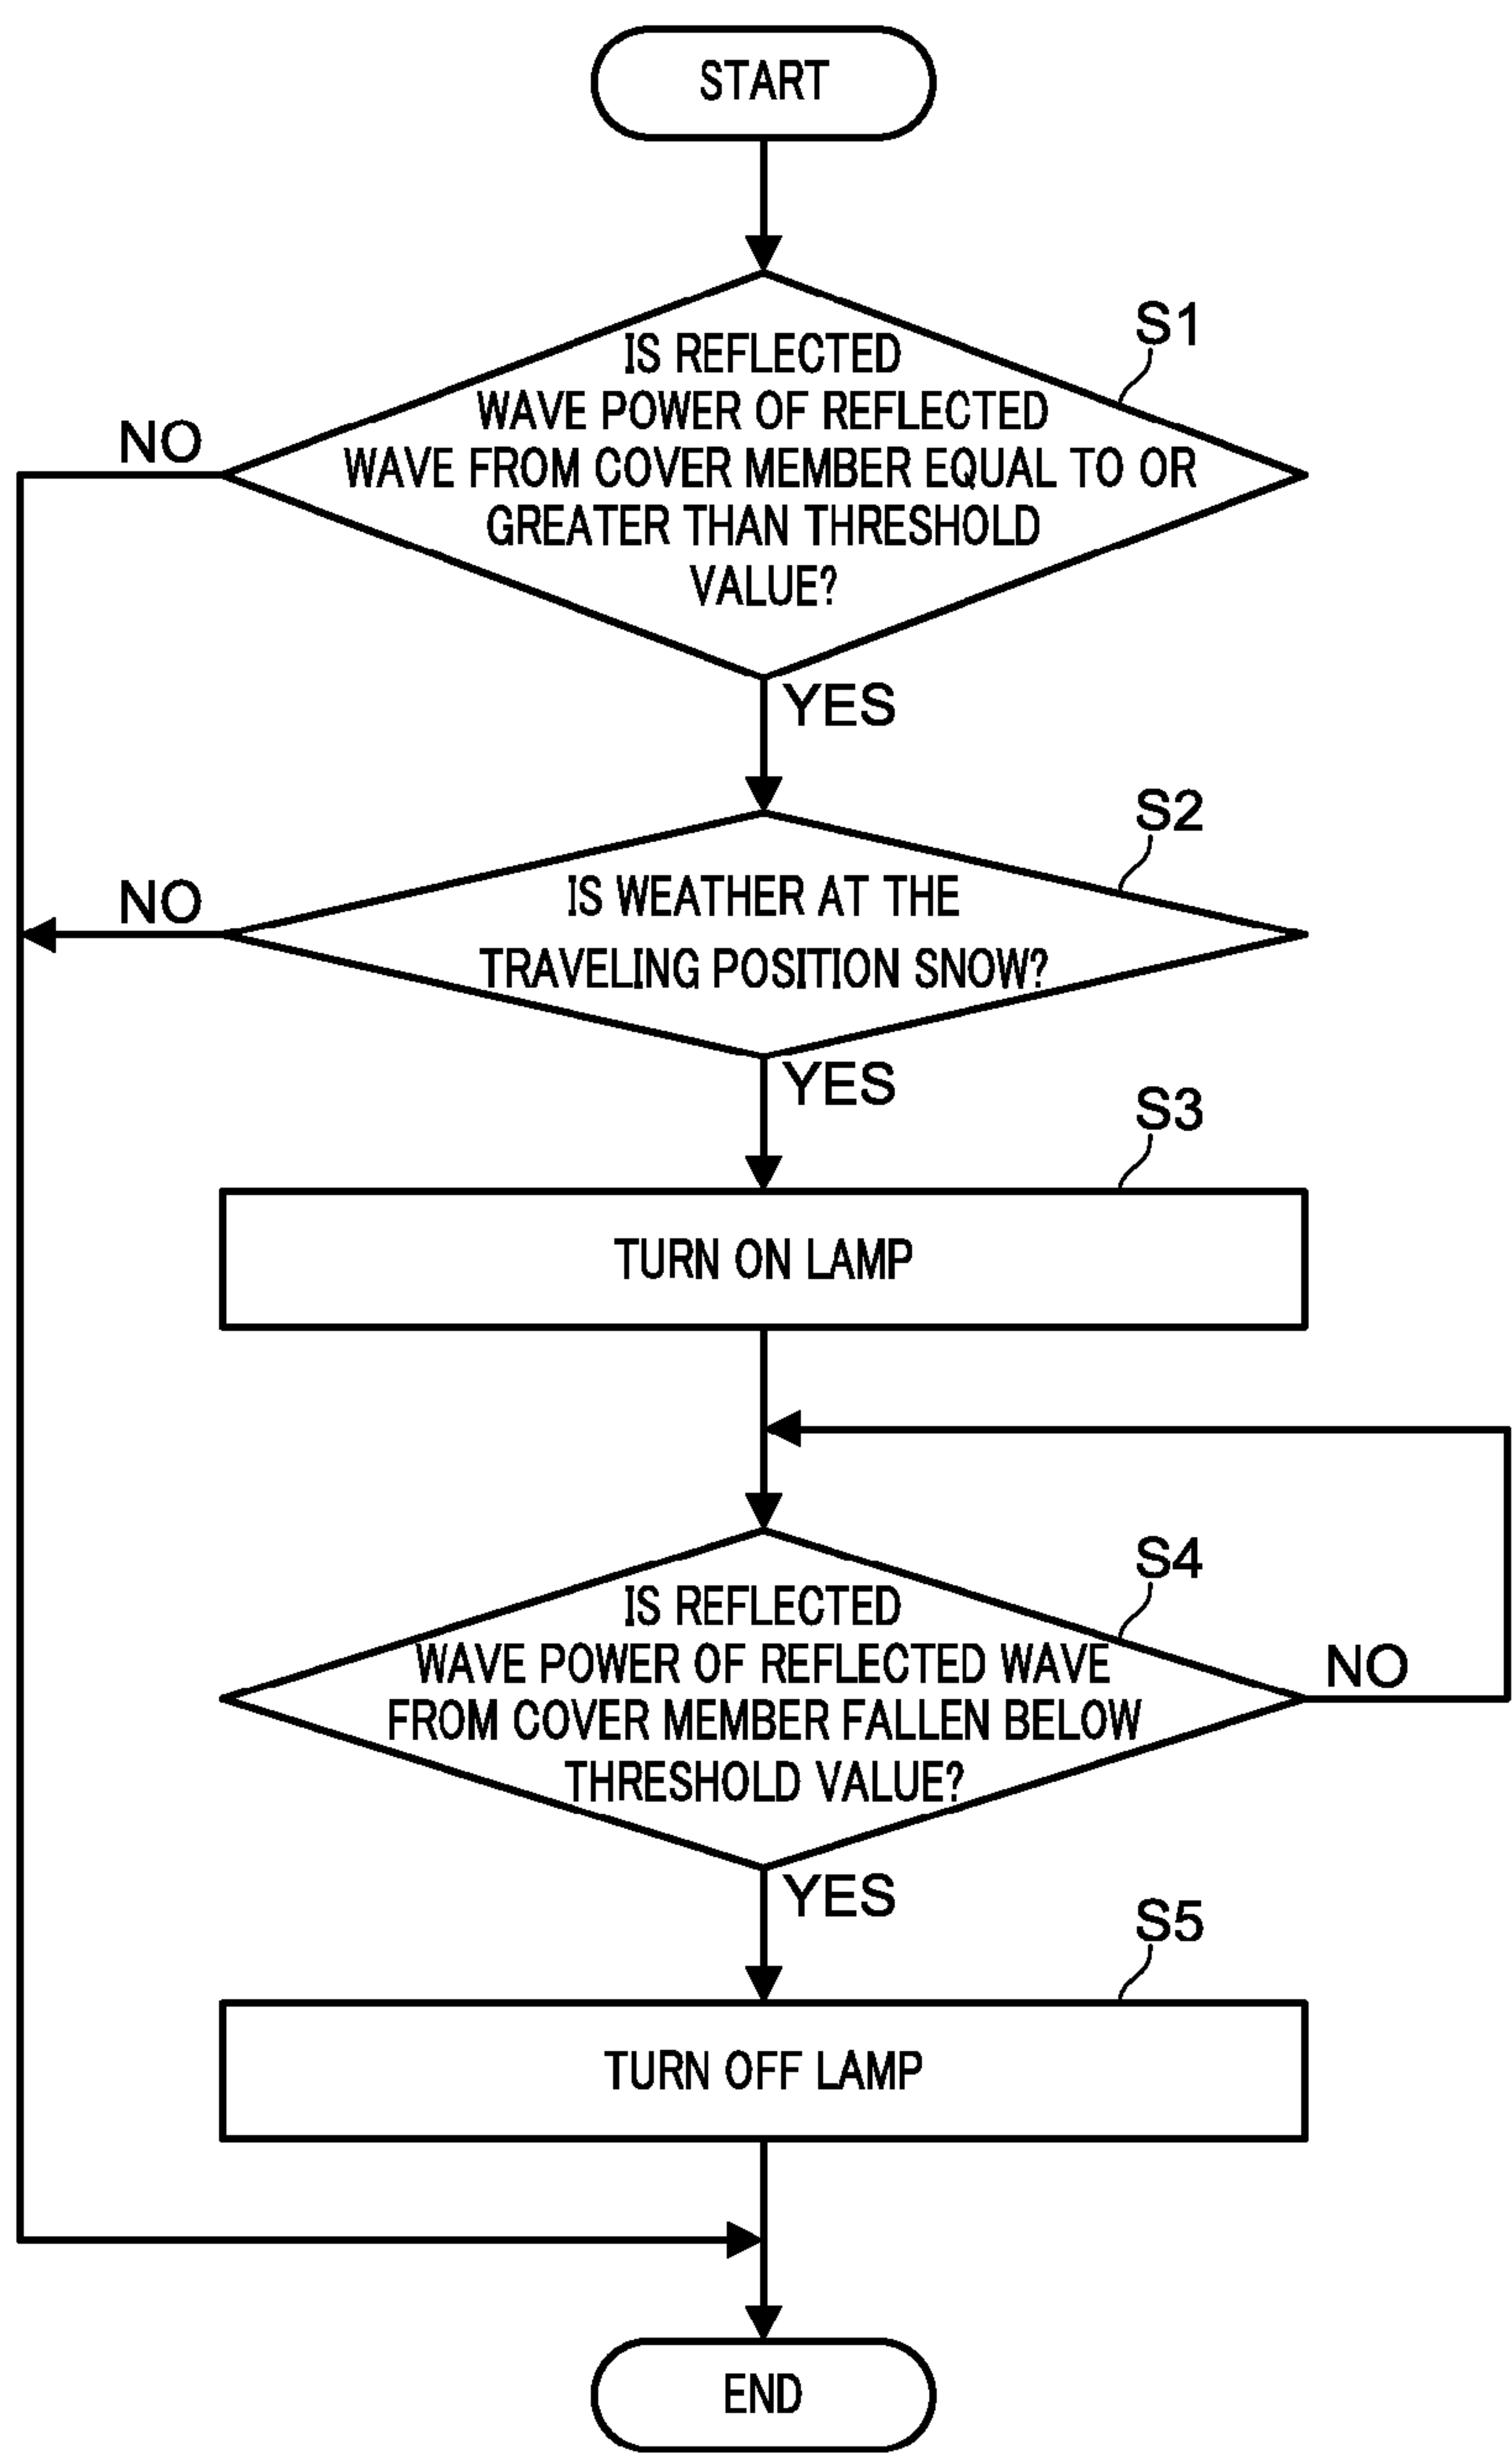 START
S1
IS REFLECTED
WAVE POWER OF REFLECTED
WAVE FROM COVER MEMBER EQUAL TO OR
GREATER THAN THRESHOLD
VALUE?
NO
YES
S2
IS WEATHER AT THE
TRAVELING POSITION SNOW?
NO
YES
S3
TURN ON LAMP
S4
IS REFLECTED
WAVE POWER OF REFLECTED WAVE
FROM COVER MEMBER FALLEN BELOW
THRESHOLD VALUE?
NO
YES
S5
TURN OFF LAMP
END